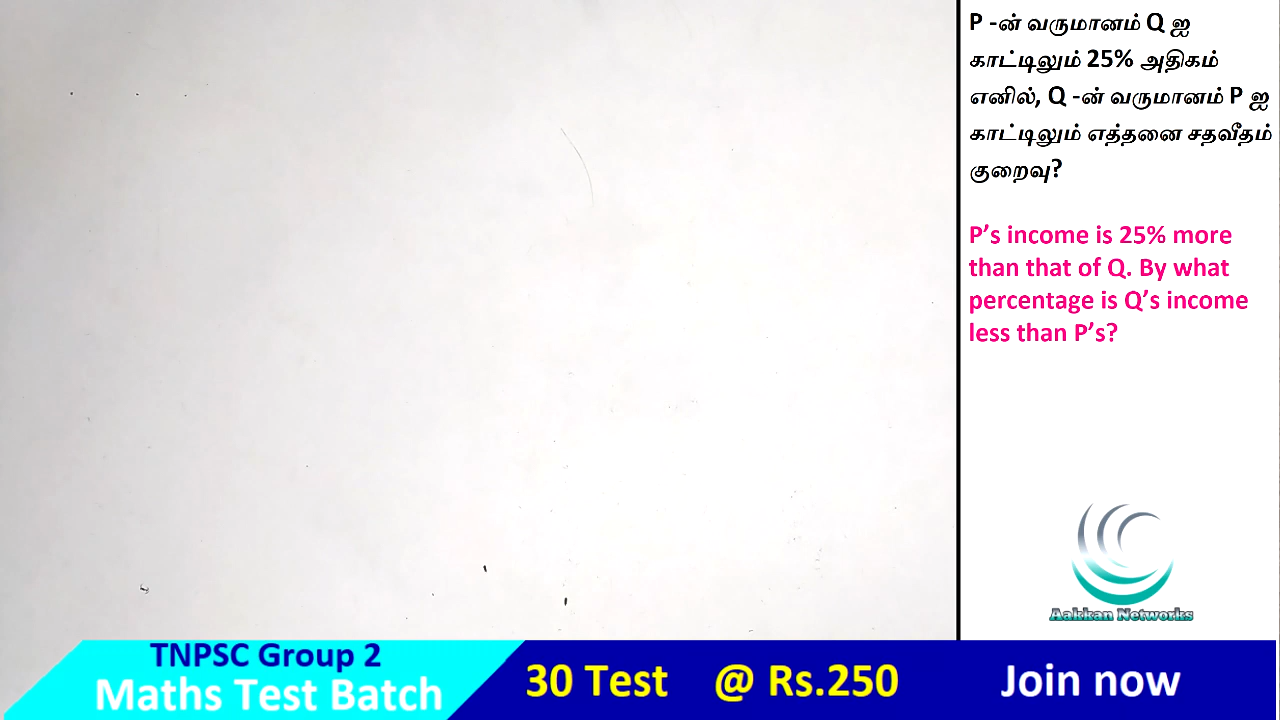 P -ன் வருமானம் Q ஐ
காட்டிலும் 25% அதிகம்
எனில், Q -ன் வருமானம் P ஐ
காட்டிலும் எத்தனை சதவீதம்
குறைவு?
P’s income is 25% more
than that of Q. By what
percentage is Q’s income
less than P’s?
Aakkan Networks
TNPSC Group 2
Maths Test Batch
30 Test @ Rs.250
Join now